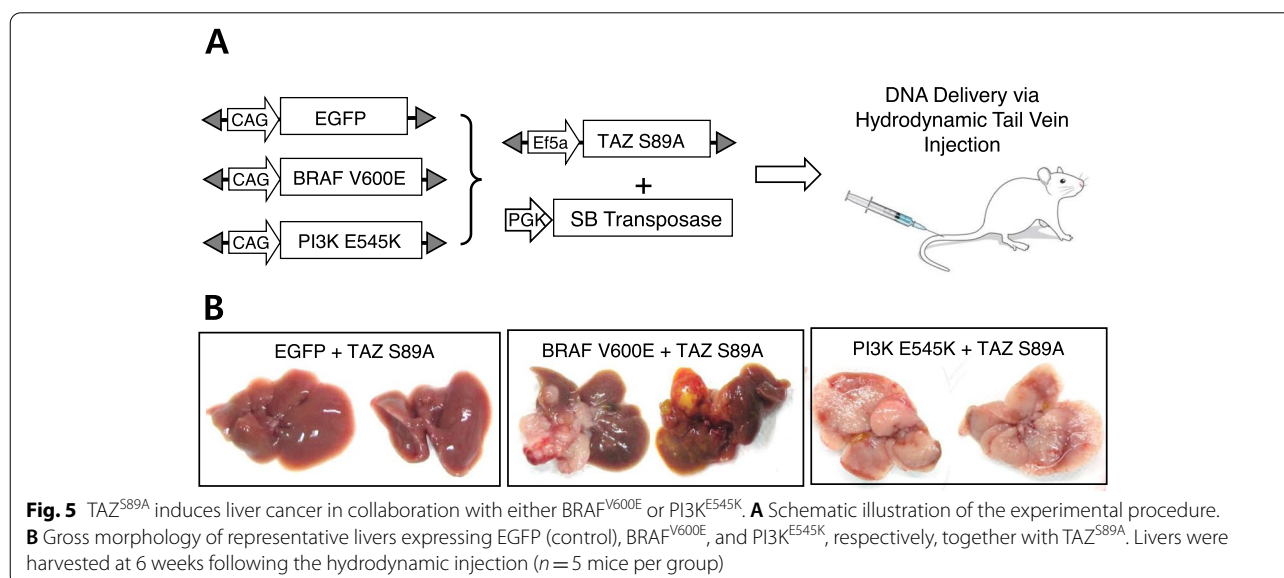 A
CAG EGFP
CAG BRAF V600E
CAG PI3K E545K
Ef5a TAZ S89A
+
PGK SB Transposase
DNA Delivery via
Hydrodynamic Tail Vein
Injection
B
EGFP + TAZ S89A
BRAF V600E + TAZ S89A
PI3K E545K + TAZ S89A
Fig. 5 TAZS89A induces liver cancer in collaboration with either BRAFV600E or PI3KE545K. A Schematic illustration of the experimental procedure.
B Gross morphology of representative livers expressing EGFP (control), BRAFV600E, and PI3KE545K, respectively, together with TAZS89A. Livers were
harvested at 6 weeks following the hydrodynamic injection (n = 5 mice per group)